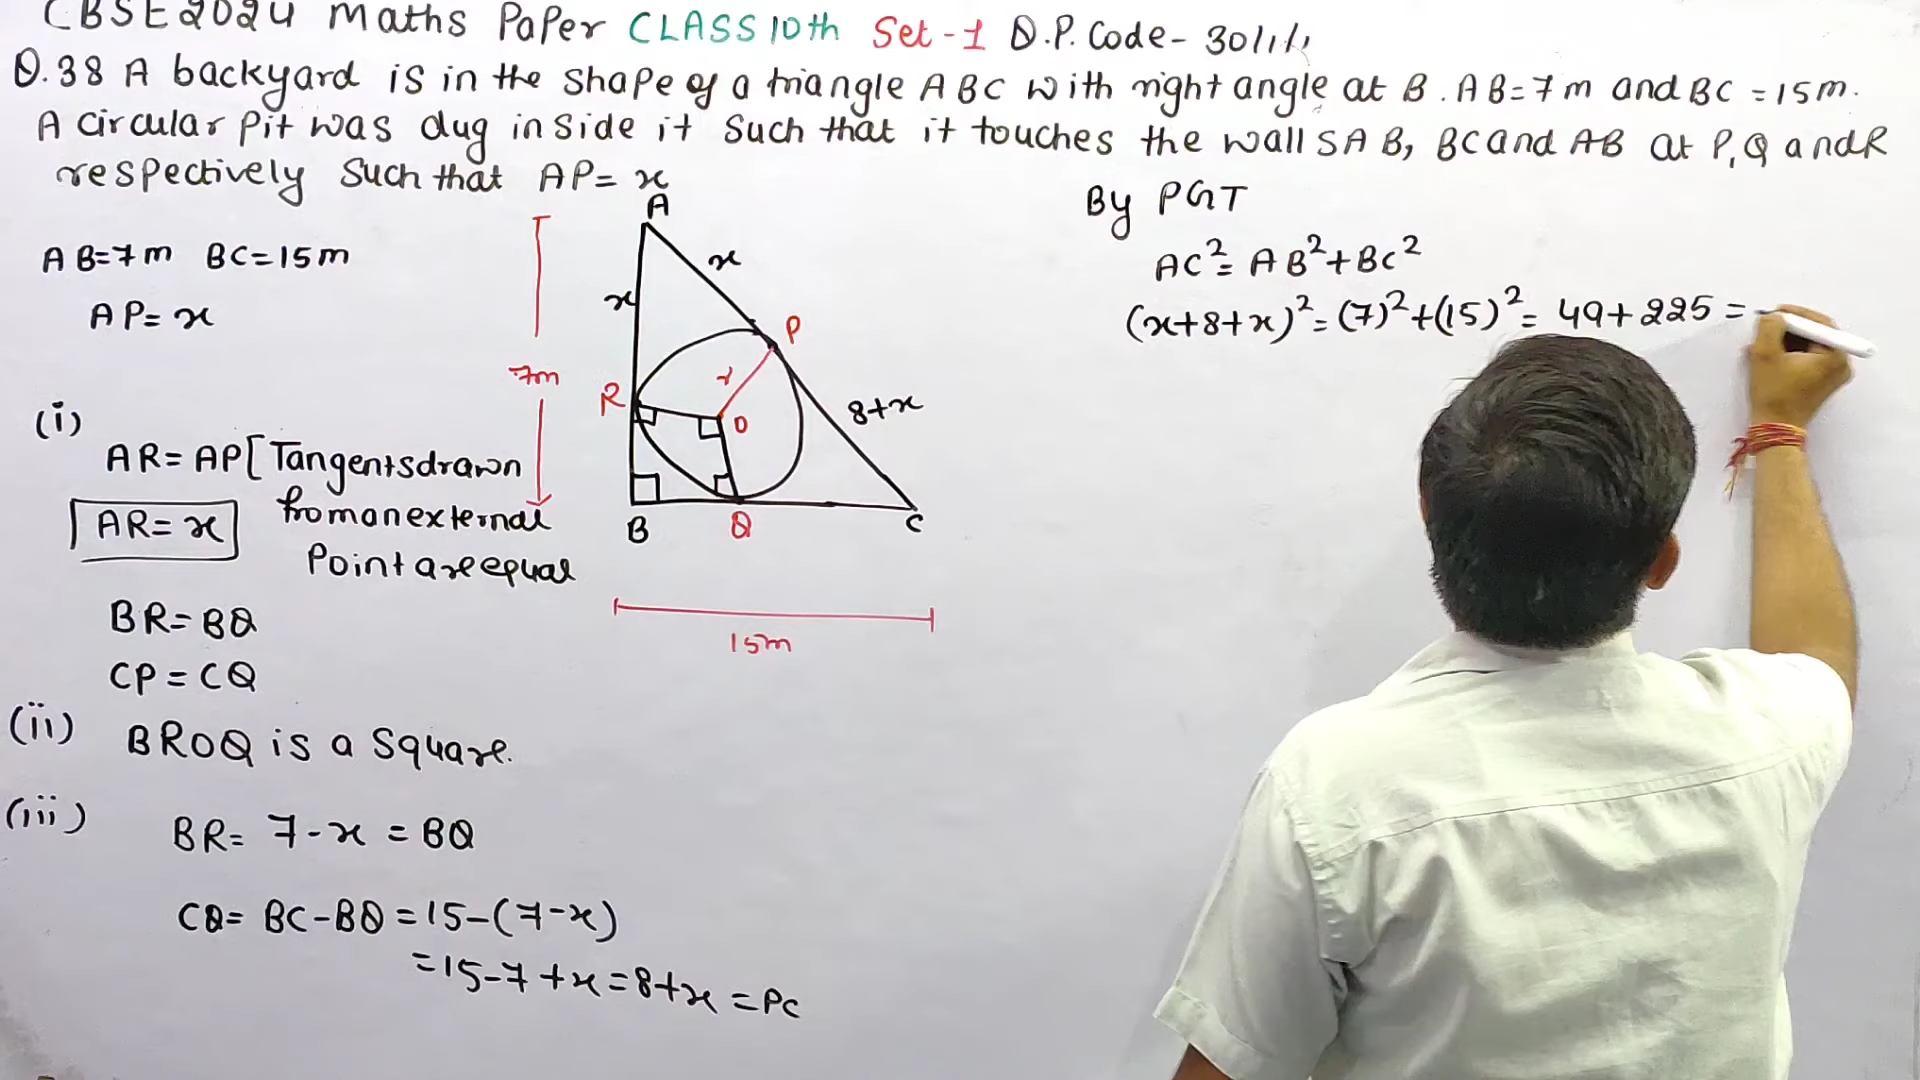 CBSE 2024 Maths Paper CLASS 10th Set-1 Q.P. Code- 30/1/1
Q.38 A backyard is in the shape of a triangle ABC with right angle at B. AB=7m and BC =15m.
A circular pit was dug inside it such that it touches the walls AB, BC and AB at P, Q and R
respectively such that AP= x
AB=7m BC=15m
AP= x
(i)
AR= AP [Tangents drawn
from an external
Point are equal
AR= x
BR= BQ
CP = CQ
(ii) BROQ is a Square.
(iii) BR= 7-x = BQ
CQ= BC-BQ =15-(7-x)
=15-7+x=8+x =PC
A
x
x
P
7m
r
R
O
8+x
B
Q
C
15m
By PGT
AC²= AB²+BC²
(x+8+x)²= (7)²+(15)²= 49+225 =